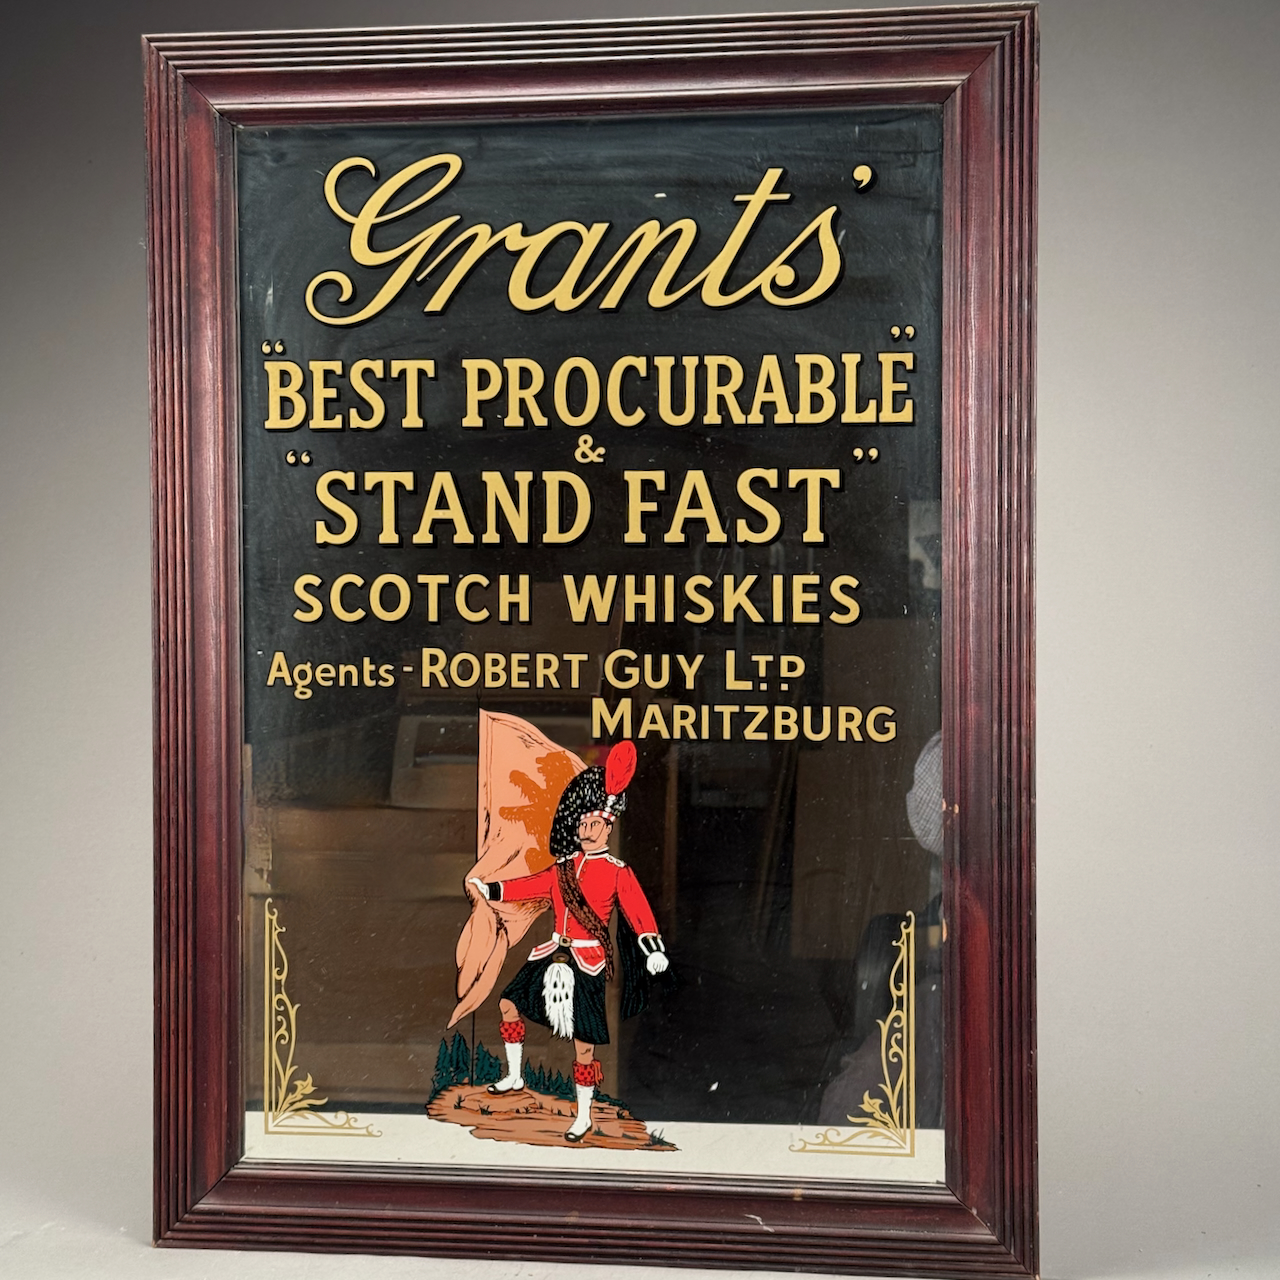 Grants'
"BEST PROCURABLE"
&
"STAND FAST"
SCOTCH WHISKIES
Agents - ROBERT GUY LTD
MARITZBURG